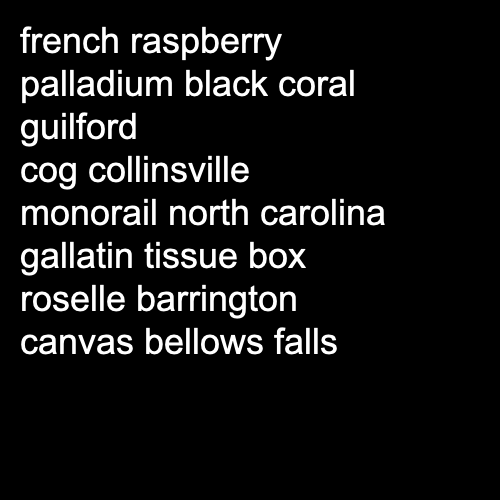 french raspberry
palladium black coral
guilford
cog collinsville
monorail north carolina
gallatin tissue box
roselle barrington
canvas bellows falls